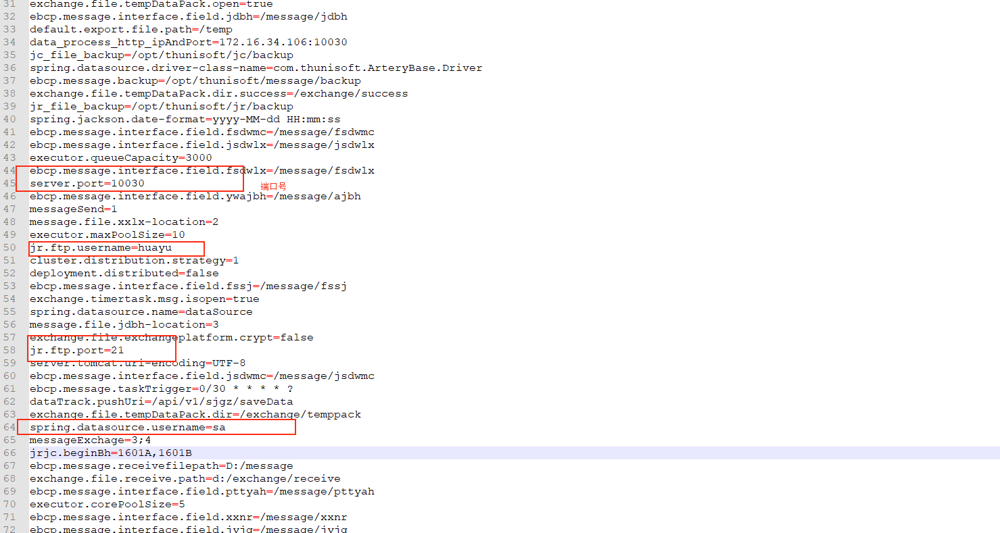 31 exchange.file.tempDataPack.open=true
32 ebcp.message.interface.field.jdbh=/message/jdbh
33 default.export.file.path=/temp
34 data_process_http_ipAndPort=172.16.34.106:10030
35 jc_file_backup=/opt/thunisoft/jc/backup
36 spring.datasource.driver-class-name=com.thunisoft.ArteryBase.Driver
37 ebcp.message.backup=/opt/thunisoft/message/backup
38 exchange.file.tempDataPack.dir.success=/exchange/success
39 jr_file_backup=/opt/thunisoft/jr/backup
40 spring.jackson.date-format=yyyy-MM-dd HH:mm:ss
41 ebcp.message.interface.field.fsdwmc=/message/fsdwmc
42 ebcp.message.interface.field.jsdwlx=/message/jsdwlx
43 executor.queueCapacity=3000
44 ebcp.message.interface.field.fsdwlx=/message/fsdwlx
45 server.port=10030 端口号
46 ebcp.message.interface.field.ywajbh=/message/ajbh
47 messageSend=1
48 message.file.xxlx-location=2
49 executor.maxPoolSize=10
50 jr.ftp.username=huayu
51 cluster.distribution.strategy=1
52 deployment.distributed=false
53 ebcp.message.interface.field.fssj=/message/fssj
54 exchange.timertask.msg.isopen=true
55 spring.datasource.name=dataSource
56 message.file.jdbh-location=3
57 exchange.file.exchangeplatform.crypt=false
58 jr.ftp.port=21
59 server.tomcat.uri-encoding=UTF-8
60 ebcp.message.interface.field.jsdwmc=/message/jsdwmc
61 ebcp.message.taskTrigger=0/30 * * * * ?
62 dataTrack.pushUri=/api/v1/sjgz/saveData
63 exchange.file.tempDataPack.dir=/exchange/temppack
64 spring.datasource.username=sa
65 messageExchage=3;4
66 jrjc.beginBh=1601A,1601B
67 ebcp.message.receivefilepath=D:/message
68 exchange.file.receive.path=d:/exchange/receive
69 ebcp.message.interface.field.pttyah=/message/pttyah
70 executor.corePoolSize=5
71 ebcp.message.interface.field.xxnr=/message/xxnr
72 ebcp.message.interface.field.jyjg=/message/jyjg